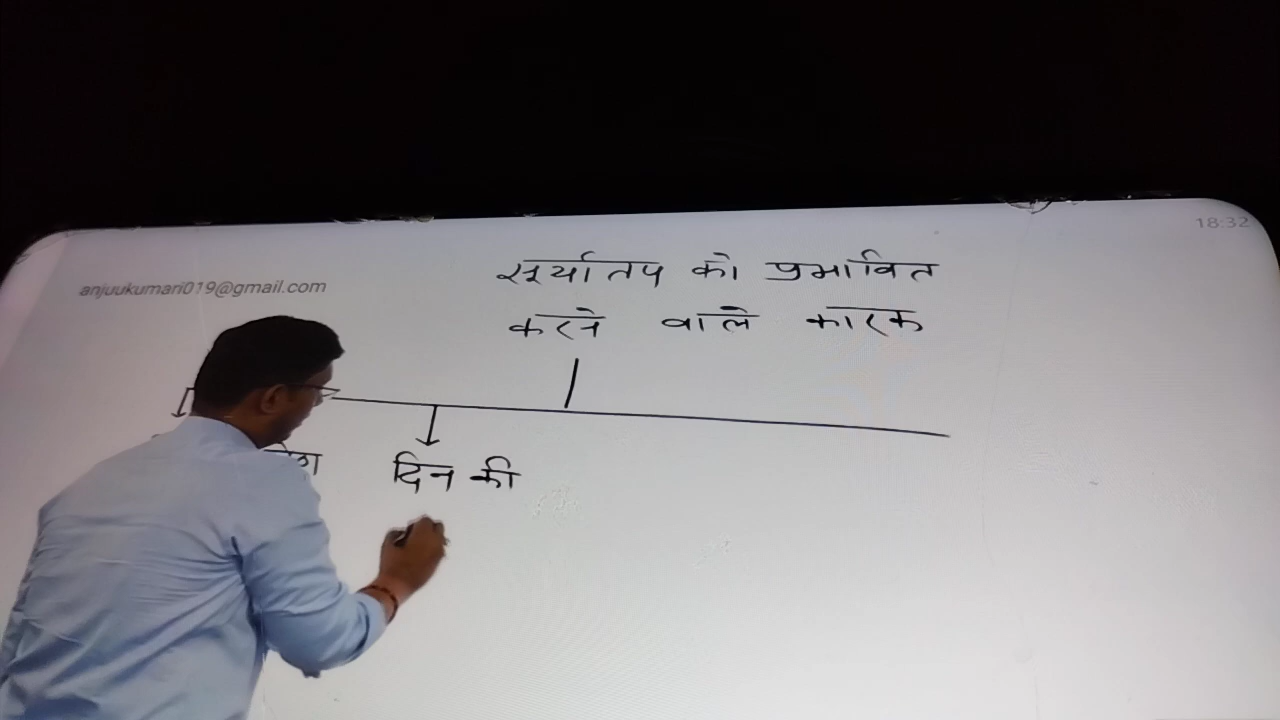 18:32
anjuukumari019@gmail.com
सूर्यातप को प्रभावित
करने वाले कारक
दिन की